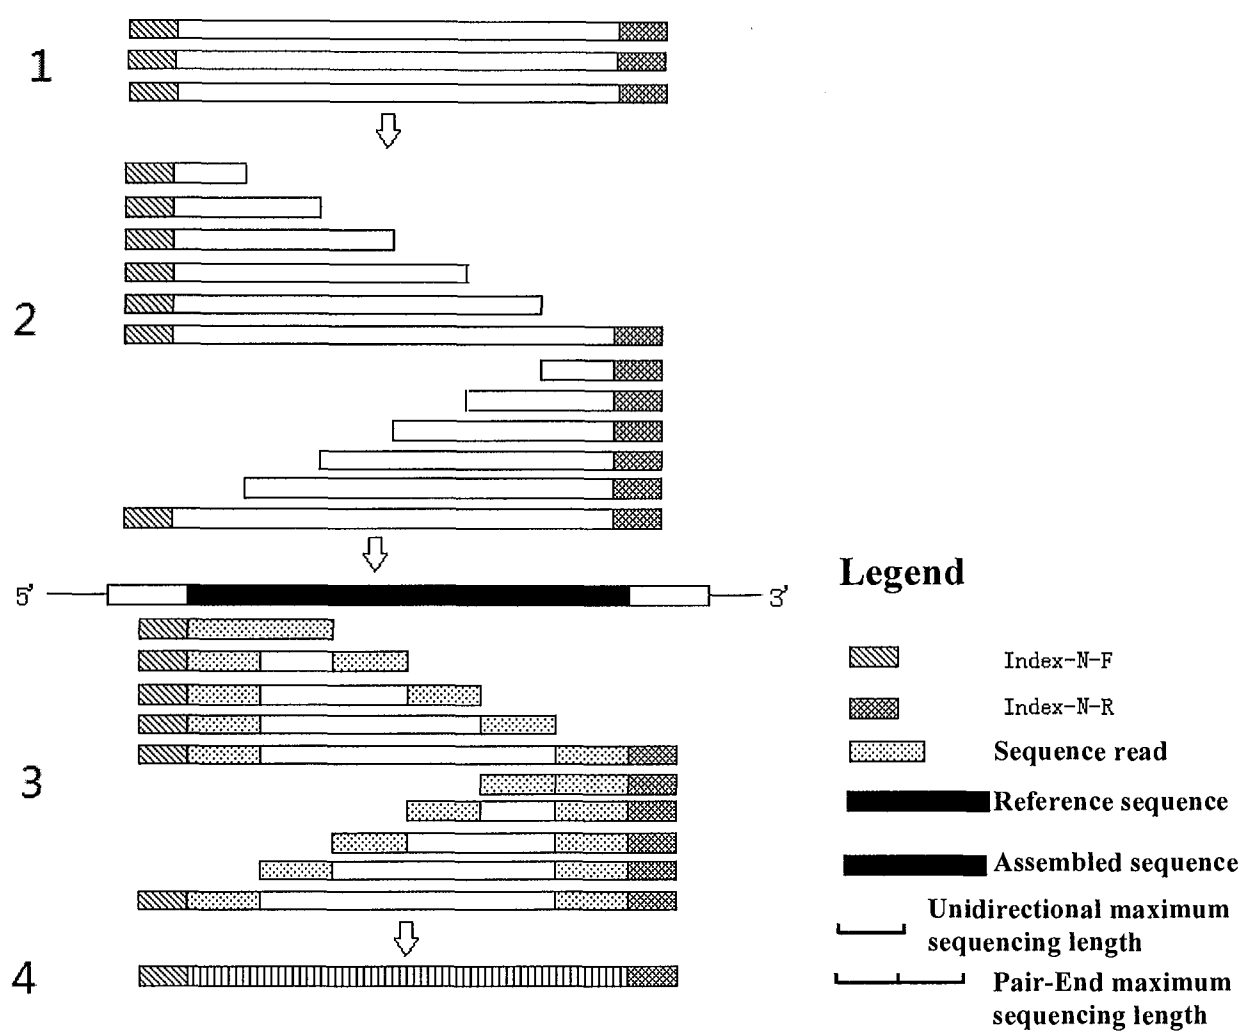 1
2
5' 3'
3
4
Legend
Index-N-F
Index-N-R
Sequence read
Reference sequence
Assembled sequence
Unidirectional maximum
sequencing length
Pair-End maximum
sequencing length